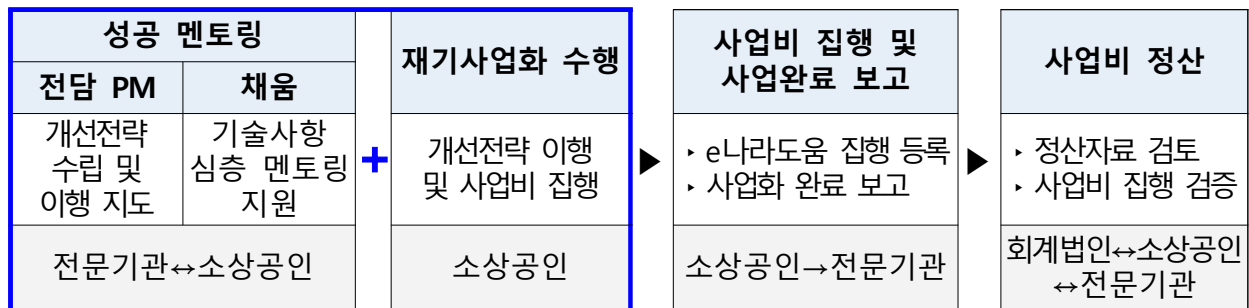 성공 멘토링
전담 PM
채움
개선전략
수립 및
이행 지도
기술사항
심층 멘토링
지원
전문기관↔소상공인
+
재기사업화 수행
개선전략 이행
및 사업비 집행
소상공인
▶
사업비 집행 및
사업완료 보고
‣ e나라도움 집행 등록
‣ 사업화 완료 보고
소상공인→전문기관
▶
사업비 정산
‣ 정산자료 검토
‣ 사업비 집행 검증
회계법인↔소상공인
↔전문기관